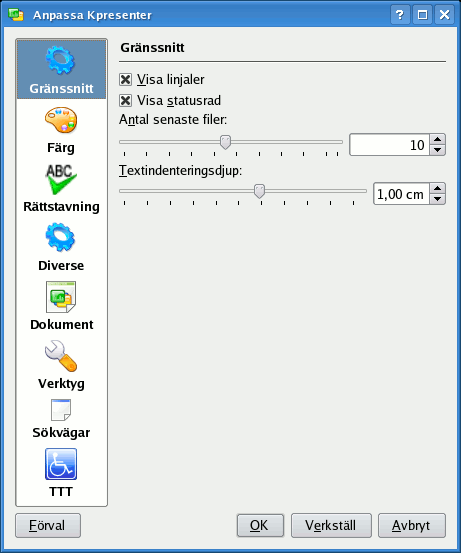 Anpassa Kpresenter
Gränssnitt
Färg
ABC
Rättstavning
Diverse
Dokument
Verktyg
Sökvägar
TTT
Gränssnitt
Visa linjaler
Visa statusrad
Antal senaste filer:
10
Textindenteringsdjup:
1,00 cm
Förval
OK
Verkställ
Avbryt